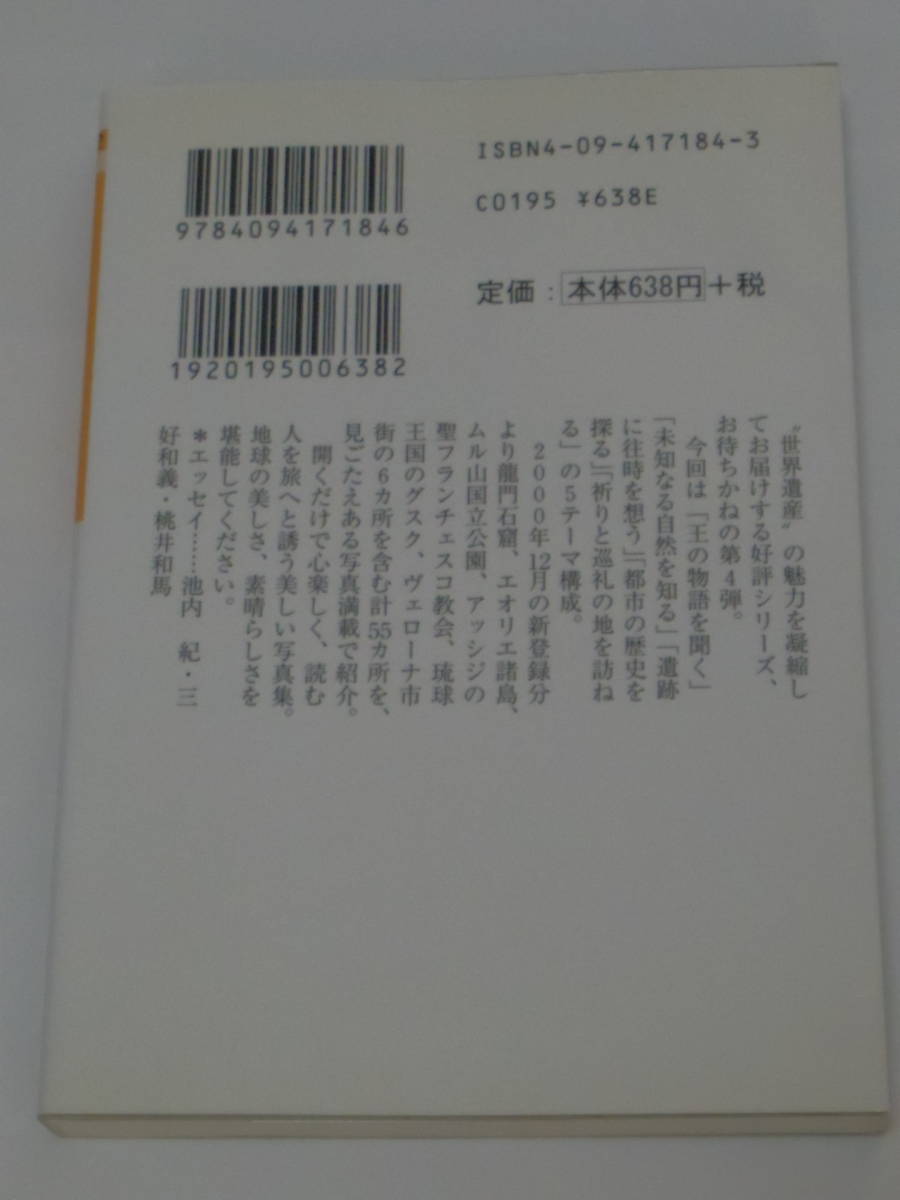 ISBN4-09-417184-3
C0195 ¥638E
定価：本体638円＋税
9784094171846
1920195006382
〝世界遺産〟の魅力を凝縮し
てお届けする好評シリーズ、
お待ちかねの第4弾。
今回は「王の物語を聞く」
「未知なる自然を知る」「遺跡
に往時を想う」「都市の歴史を
探る」「祈りと巡礼の地を訪ね
る」の5テーマ構成。
2000年12月の新登録分
より龍門石窟、エオリエ諸島、
ムル山国立公園、アッシジの
聖フランチェスコ教会、琉球
王国のグスク、ヴェローナ市
街の6カ所を含む計55カ所を、
見ごたえある写真満載で紹介。
開くだけで心楽しく、読む
人を旅へと誘う美しい写真集。
地球の美しさ、素晴らしさを
堪能してください。
＊エッセイ……池内　紀・三
好和義・桃井和馬